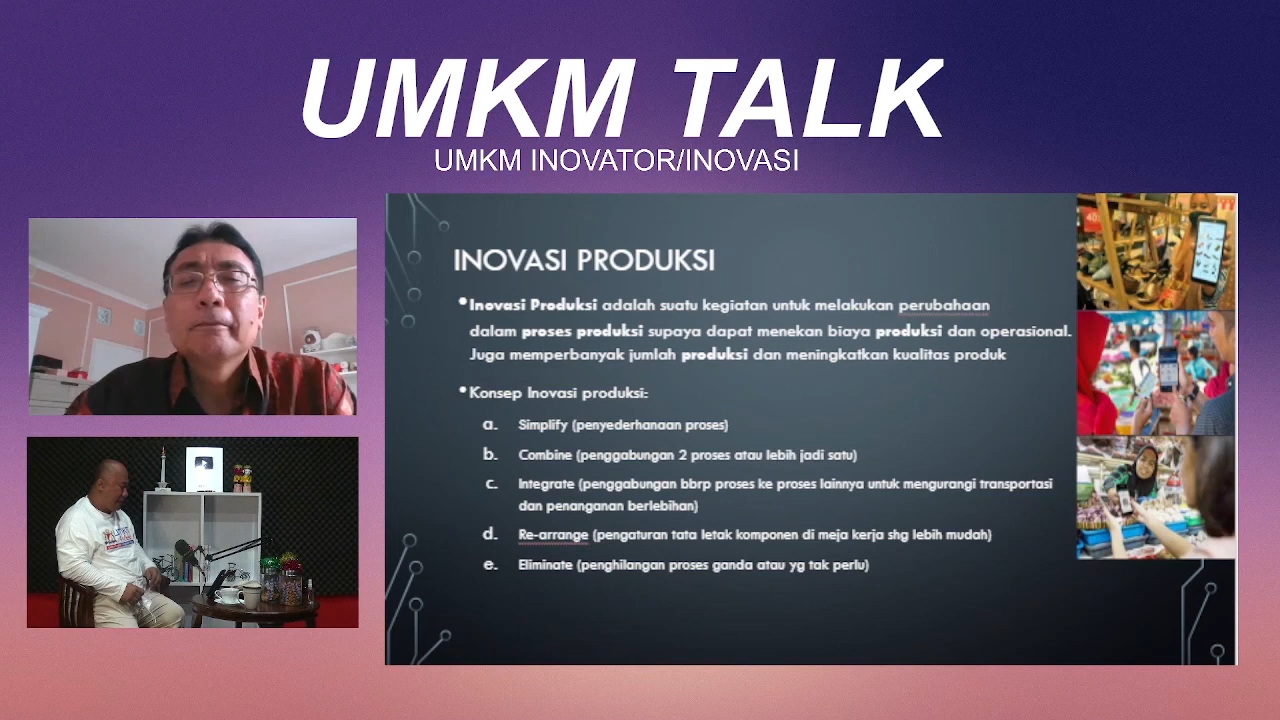 UMKM TALK
UMKM INOVATOR/INOVASI
INOVASI PRODUKSI
•Inovasi Produksi adalah suatu kegiatan untuk melakukan perubahaan
dalam proses produksi supaya dapat menekan biaya produksi dan operasional.
Juga memperbanyak jumlah produksi dan meningkatkan kualitas produk
•Konsep Inovasi produksi:
a. Simplify (penyederhanaan proses)
b. Combine (penggabungan 2 proses atau lebih jadi satu)
c. Integrate (penggabungan bbrp proses ke proses lainnya untuk mengurangi transportasi
dan penanganan berlebihan)
d. Re-arrange (pengaturan tata letak komponen di meja kerja shg lebih mudah)
e. Eliminate (penghilangan proses ganda atau yg tak perlu)